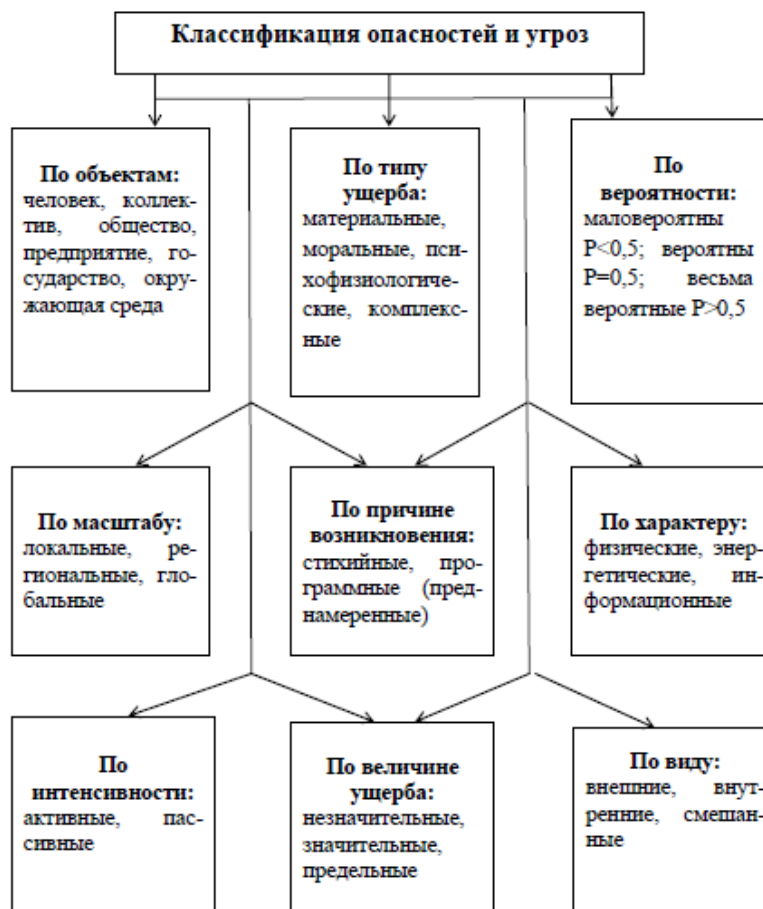 Классификация опасностей и угроз
По объектам:
человек, коллек-
тив, общество,
предприятие, го-
сударство, окру-
жающая среда
По типу
ущерба:
материальные,
моральные, пси-
хофизиологиче-
ские, комплекс-
ные
По
вероятности:
маловероятны
P<0,5; вероятны
P=0,5; весьма
вероятные P>0,5
По масштабу:
локальные, ре-
гиональные, гло-
бальные
По причине
возникновения:
стихийные, про-
граммные (пред-
намеренные)
По характеру:
физические, энер-
гетические, ин-
формационные
По
интенсивности:
активные, пас-
сивные
По величине
ущерба:
незначительные,
значительные,
предельные
По виду:
внешние, внут-
ренние, смешан-
ные